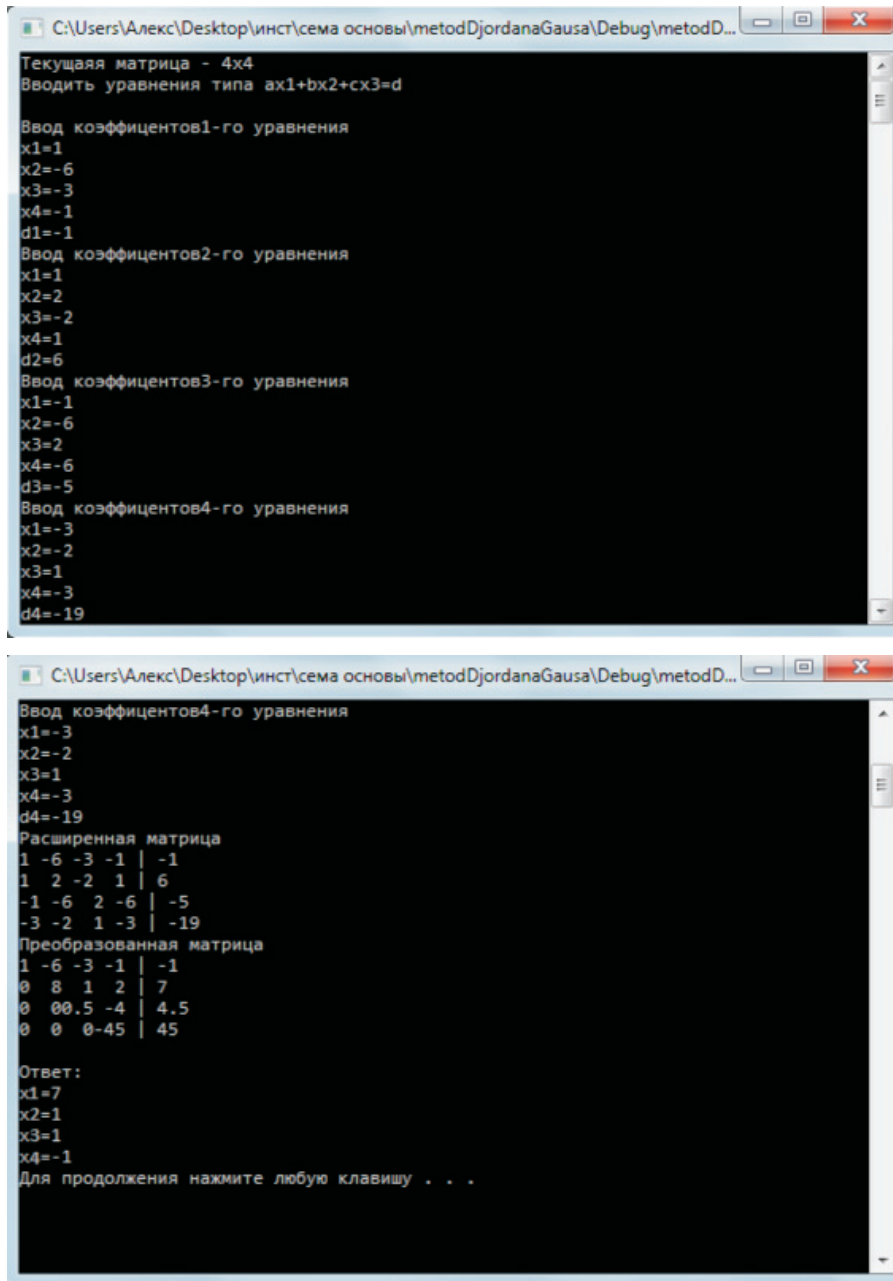 C:\Users\Алекс\Desktop\инст\сема основы\metodDjordanaGausa\Debug\metodD...
Текущаяя матрица - 4x4
Вводить уравнения типа ax1+bx2+cx3=d
Ввод коэффицентов1-го уравнения
x1=1
x2=-6
x3=-3
x4=-1
d1=-1
Ввод коэффицентов2-го уравнения
x1=1
x2=2
x3=-2
x4=1
d2=6
Ввод коэффицентов3-го уравнения
x1=-1
x2=-6
x3=2
x4=-6
d3=-5
Ввод коэффицентов4-го уравнения
x1=-3
x2=-2
x3=1
x4=-3
d4=-19
C:\Users\Алекс\Desktop\инст\сема основы\metodDjordanaGausa\Debug\metodD...
Ввод коэффицентов4-го уравнения
x1=-3
x2=-2
x3=1
x4=-3
d4=-19
Расширенная матрица
1 -6 -3 -1 | -1
1  2 -2  1 | 6
-1 -6  2 -6 | -5
-3 -2  1 -3 | -19
Преобразованная матрица
1 -6 -3 -1 | -1
0  8  1  2 | 7
0  00.5 -4 | 4.5
0  0  0-45 | 45
Ответ:
x1=7
x2=1
x3=1
x4=-1
Для продолжения нажмите любую клавишу . . .